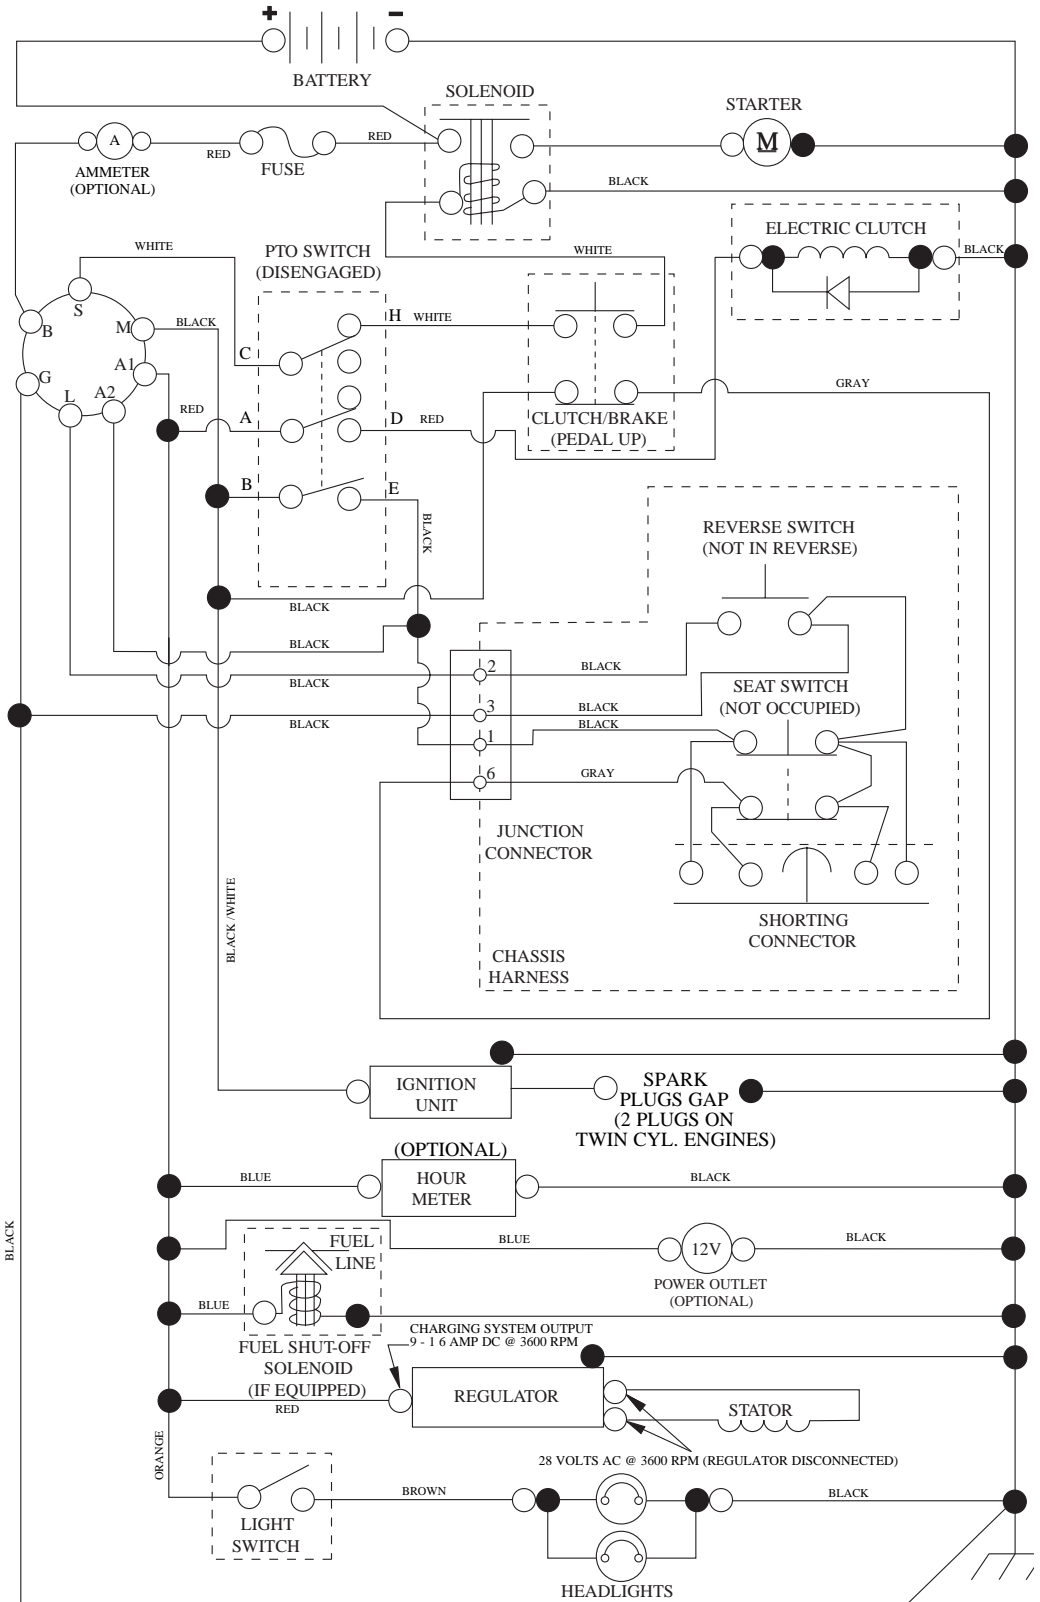 + −
BATTERY
SOLENOID
STARTER
A
RED
FUSE
RED
M
AMMETER
(OPTIONAL)
BLACK
ELECTRIC CLUTCH
BLACK
WHITE
PTO SWITCH
(DISENGAGED)
WHITE
S
B
M
BLACK
H
WHITE
C
A1
G
L
A2
RED
A
D
RED
GRAY
CLUTCH/BRAKE
(PEDAL UP)
B
E
BLACK
REVERSE SWITCH
(NOT IN REVERSE)
BLACK
BLACK
2
BLACK
BLACK
SEAT SWITCH
(NOT OCCUPIED)
3
BLACK
BLACK
1
BLACK
6
GRAY
JUNCTION
CONNECTOR
SHORTING
CONNECTOR
CHASSIS
HARNESS
BLACK /WHITE
IGNITION
UNIT
SPARK
PLUGS GAP
(2 PLUGS ON
TWIN CYL. ENGINES)
(OPTIONAL)
HOUR
METER
BLUE
BLACK
BLACK
FUEL
LINE
BLUE
12V
BLACK
POWER OUTLET
(OPTIONAL)
BLUE
FUEL SHUT-OFF
SOLENOID
(IF EQUIPPED)
CHARGING SYSTEM OUTPUT
9 - 1 6 AMP DC @ 3600 RPM
RED
REGULATOR
STATOR
28 VOLTS AC @ 3600 RPM (REGULATOR DISCONNECTED)
ORANGE
LIGHT
SWITCH
BROWN
BLACK
HEADLIGHTS